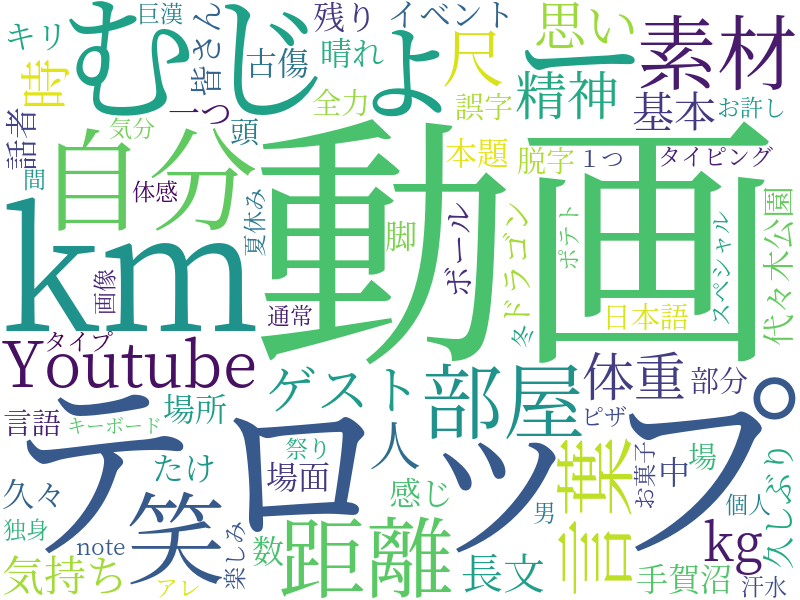 キリ
巨漢
皆さん
残り
イベント
思い
素材
時
むじょー
古傷
晴れ
尺
精神
基本
お許し
話者
一つ
頭
全力
誤字
気分
自分
動画
本題
脱字
1つ
タイピング
間
体感
夏休み
脚
ボール
ドラゴン
ポテト
スペシャル
代々木公園
km
画像
通常
冬
日本語
タイプ
Youtube
ゲスト
部屋
体重
部分
言語
キーボード
場所
テロップ
人
ピザ
祭り
場面
言葉
お菓子
中
場
久しぶり
久々
たけ
笑
感じ
男
個人
独身
note
楽しみ
数
距離
長文
kg
気持ち
アレ
手賀沼
汗水